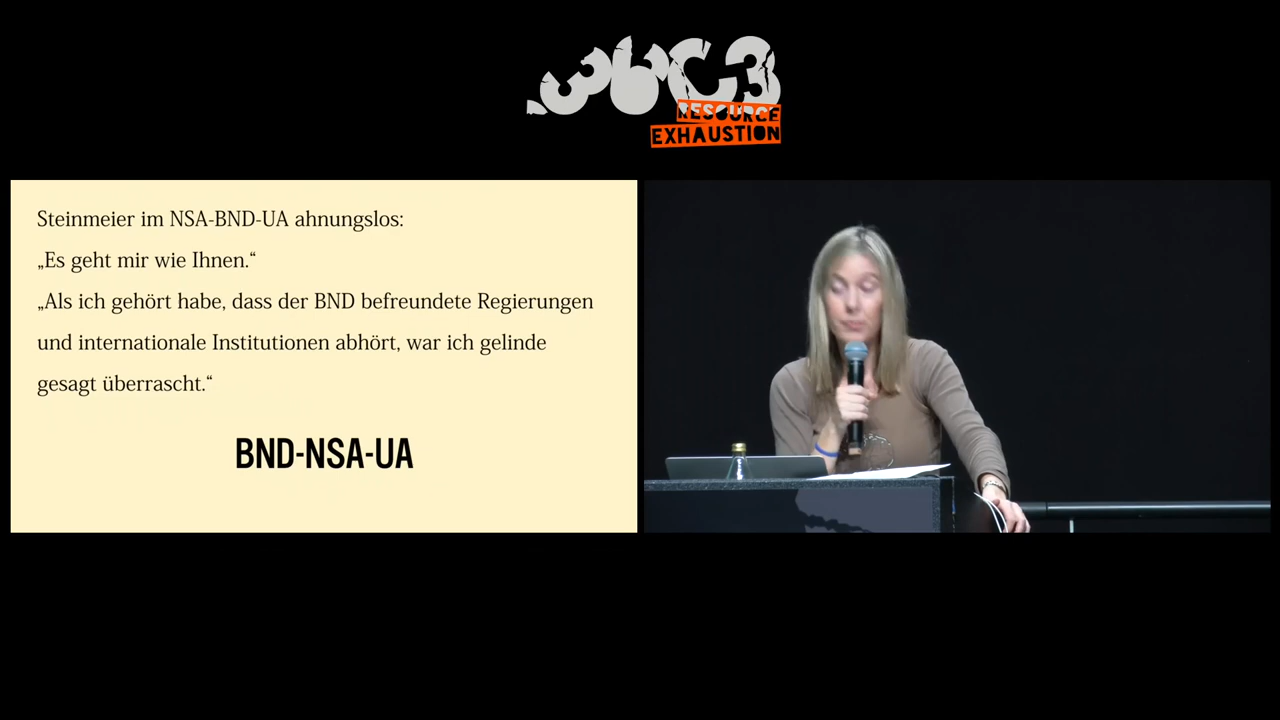 36C3
RESOURCE
EXHAUSTION
Steinmeier im NSA-BND-UA ahnungslos:
„Es geht mir wie Ihnen.“
„Als ich gehört habe, dass der BND befreundete Regierungen
und internationale Institutionen abhört, war ich gelinde
gesagt überrascht.“
BND-NSA-UA